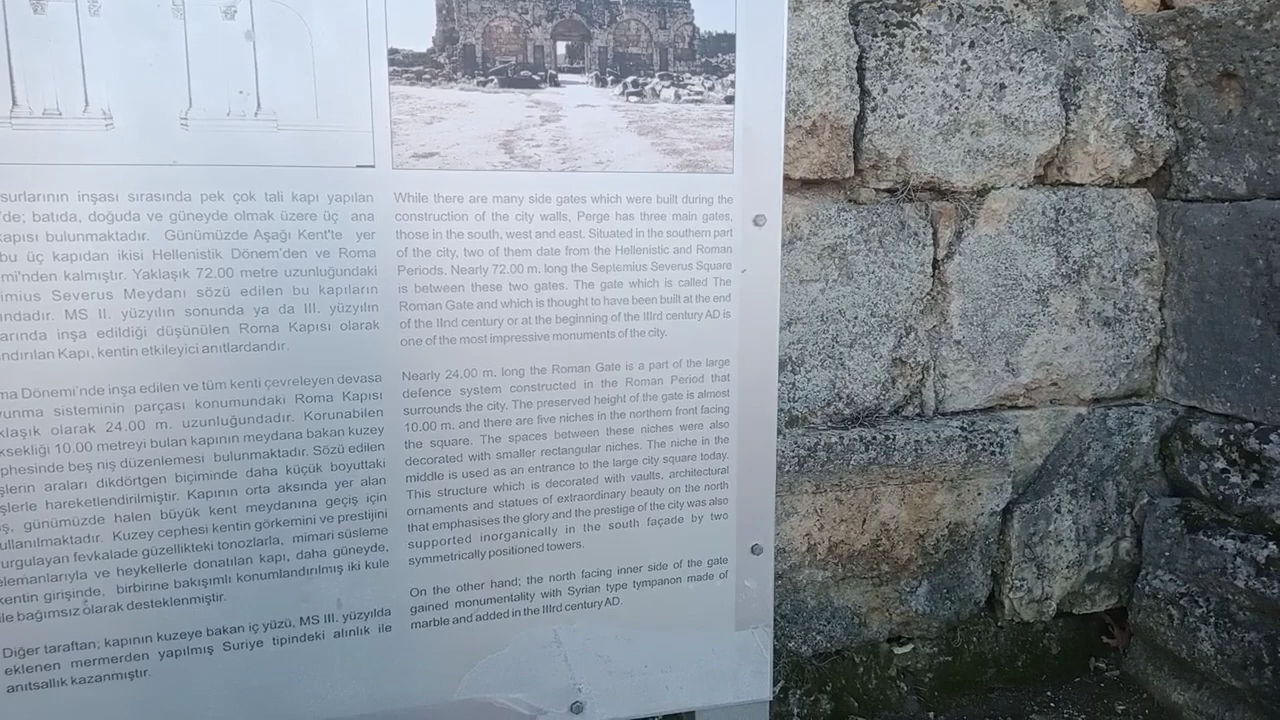 surlarının inşası sırasında pek çok tali kapı yapılan
'de; batıda, doğuda ve güneyde olmak üzere üç ana
kapısı bulunmaktadır. Günümüzde Aşağı Kent'te yer
bu üç kapıdan ikisi Hellenistik Dönem'den ve Roma
mi'nden kalmıştır. Yaklaşık 72.00 metre uzunluğundaki
imius Severus Meydanı sözü edilen bu kapıların
ındadır. MS II. yüzyılın sonunda ya da III. yüzyılın
larında inşa edildiği düşünülen Roma Kapısı olarak
andırılan Kapı, kentin etkileyici anıtlardandır.
ma Dönemi'nde inşa edilen ve tüm kenti çevreleyen devasa
vunma sisteminin parçası konumundaki Roma Kapısı
klaşık olarak 24.00 m. uzunluğundadır. Korunabilen
ksekliği 10.00 metreyi bulan kapının meydana bakan kuzey
phesinde beş niş düzenlemesi bulunmaktadır. Sözü edilen
şlerin araları dikdörtgen biçiminde daha küçük boyuttaki
şlerle hareketlendirilmiştir. Kapının orta aksında yer alan
ş, günümüzde halen büyük kent meydanına geçiş için
ullanılmaktadır. Kuzey cephesi kentin görkemini ve prestijini
urgulayan fevkalade güzellikteki tonozlarla, mimari süsleme
elemanlarıyla ve heykellerle donatılan kapı, daha güneyde,
kentin girişinde, birbirine bakışımlı konumlandırılmış iki kule
ile bağımsız olarak desteklenmiştir.
Diğer taraftan; kapının kuzeye bakan iç yüzü, MS III. yüzyılda
eklenen mermerden yapılmış Suriye tipindeki alınlık ile
anıtsallık kazanmıştır.
While there are many side gates which were built during the
construction of the city walls, Perge has three main gates,
those in the south, west and east. Situated in the southern part
of the city, two of them date from the Hellenistic and Roman
Periods. Nearly 72.00 m. long the Septemius Severus Square
is between these two gates. The gate which is called The
Roman Gate and which is thought to have been built at the end
of the IInd century or at the beginning of the IIIrd century AD is
one of the most impressive monuments of the city.
Nearly 24.00 m. long the Roman Gate is a part of the large
defence system constructed in the Roman Period that
surrounds the city. The preserved height of the gate is almost
10.00 m. and there are five niches in the northern front facing
the square. The spaces between these niches were also
decorated with smaller rectangular niches. The niche in the
middle is used as an entrance to the large city square today.
This structure which is decorated with vaults, architectural
ornaments and statues of extraordinary beauty on the north
that emphasises the glory and the prestige of the city was also
supported inorganically in the south façade by two
symmetrically positioned towers.
On the other hand; the north facing inner side of the gate
gained monumentality with Syrian type tympanon made of
marble and added in the IIIrd century AD.